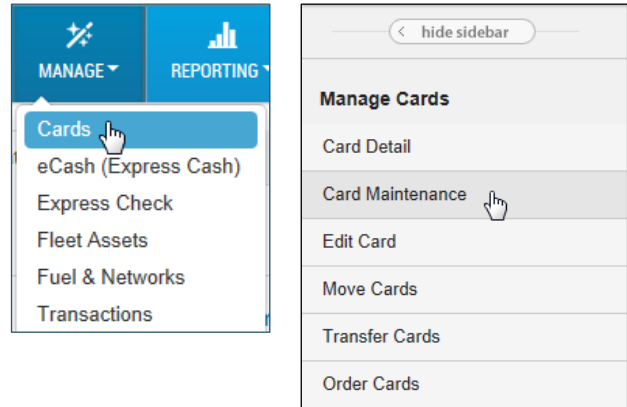 MANAGE
REPORTING
Cards
eCash (Express Cash)
Express Check
Fleet Assets
Fuel & Networks
Transactions
< hide sidebar
Manage Cards
Card Detail
Card Maintenance
Edit Card
Move Cards
Transfer Cards
Order Cards